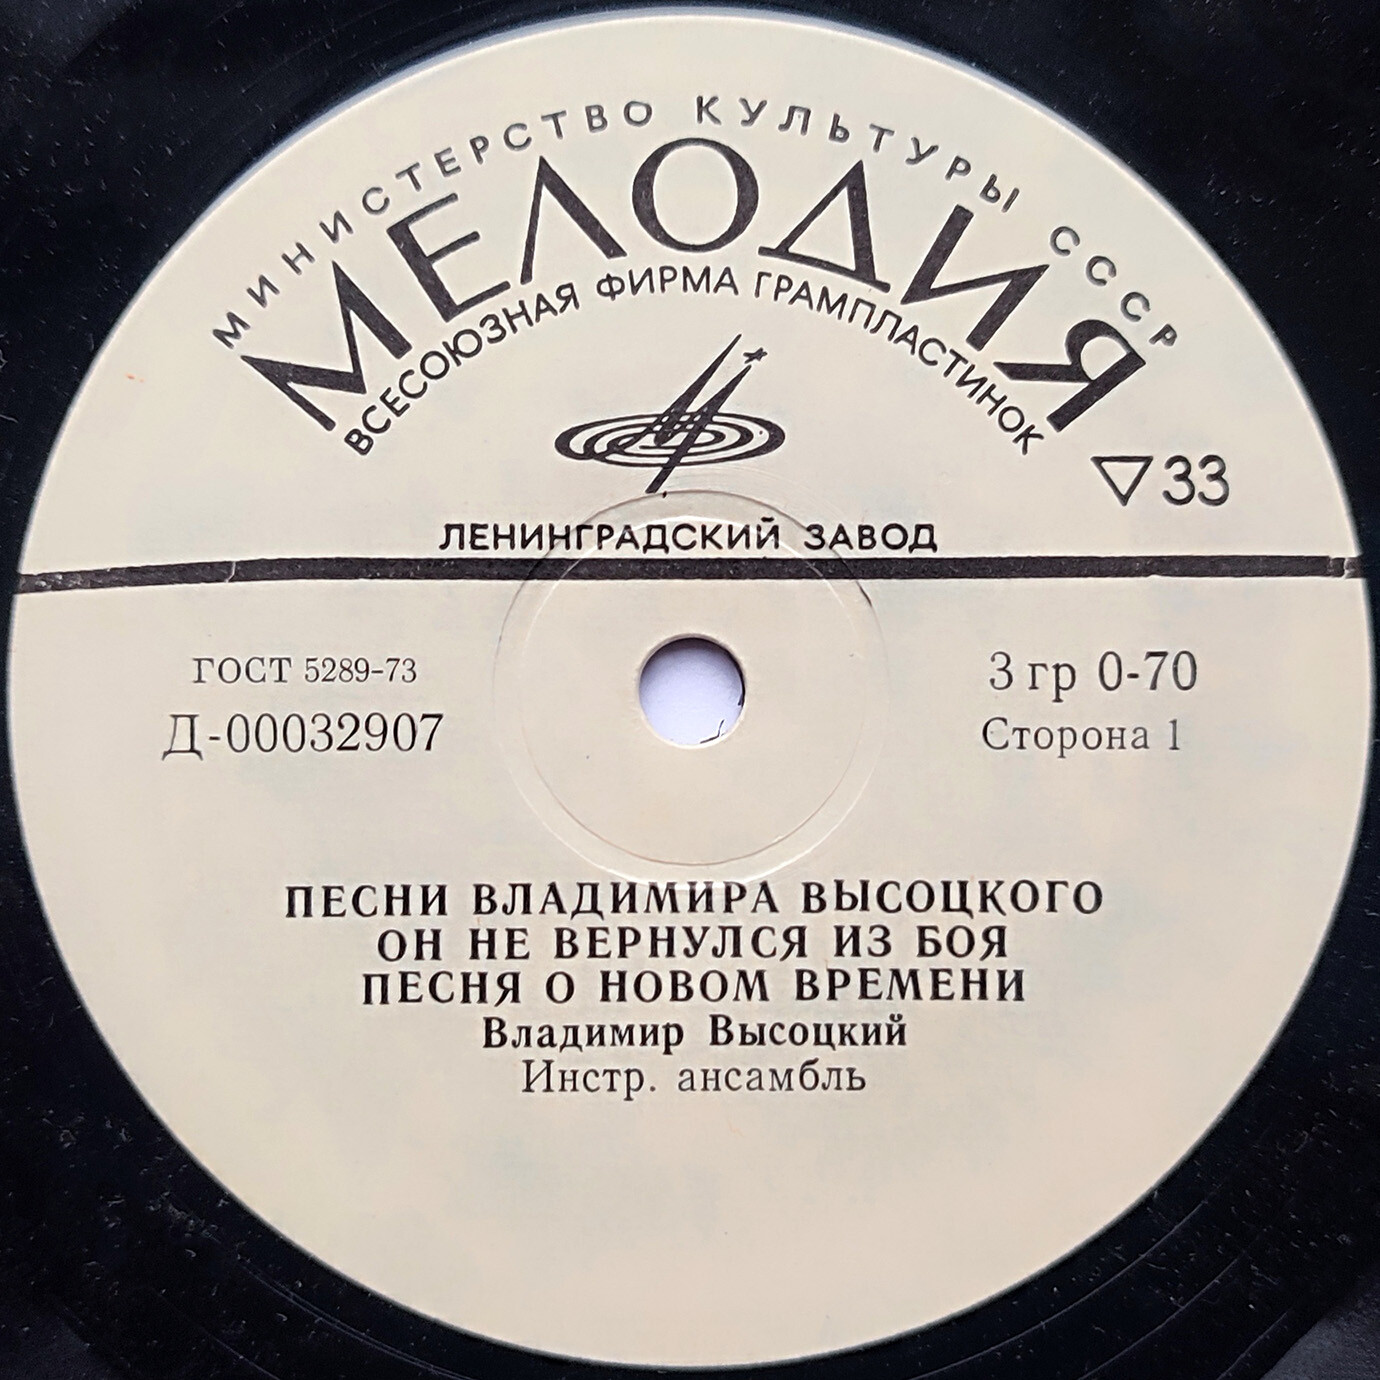 МИНИСТЕРСТВО КУЛЬТУРЫ СССР
МЕЛОДИЯ
ВСЕСОЮЗНАЯ ФИРМА ГРАМПЛАСТИНОК
▽33
ЛЕНИНГРАДСКИЙ ЗАВОД
ГОСТ 5289-73
3 гр 0-70
Д-00032907
Сторона 1
ПЕСНИ ВЛАДИМИРА ВЫСОЦКОГО
ОН НЕ ВЕРНУЛСЯ ИЗ БОЯ
ПЕСНЯ О НОВОМ ВРЕМЕНИ
Владимир Высоцкий
Инстр. ансамбль